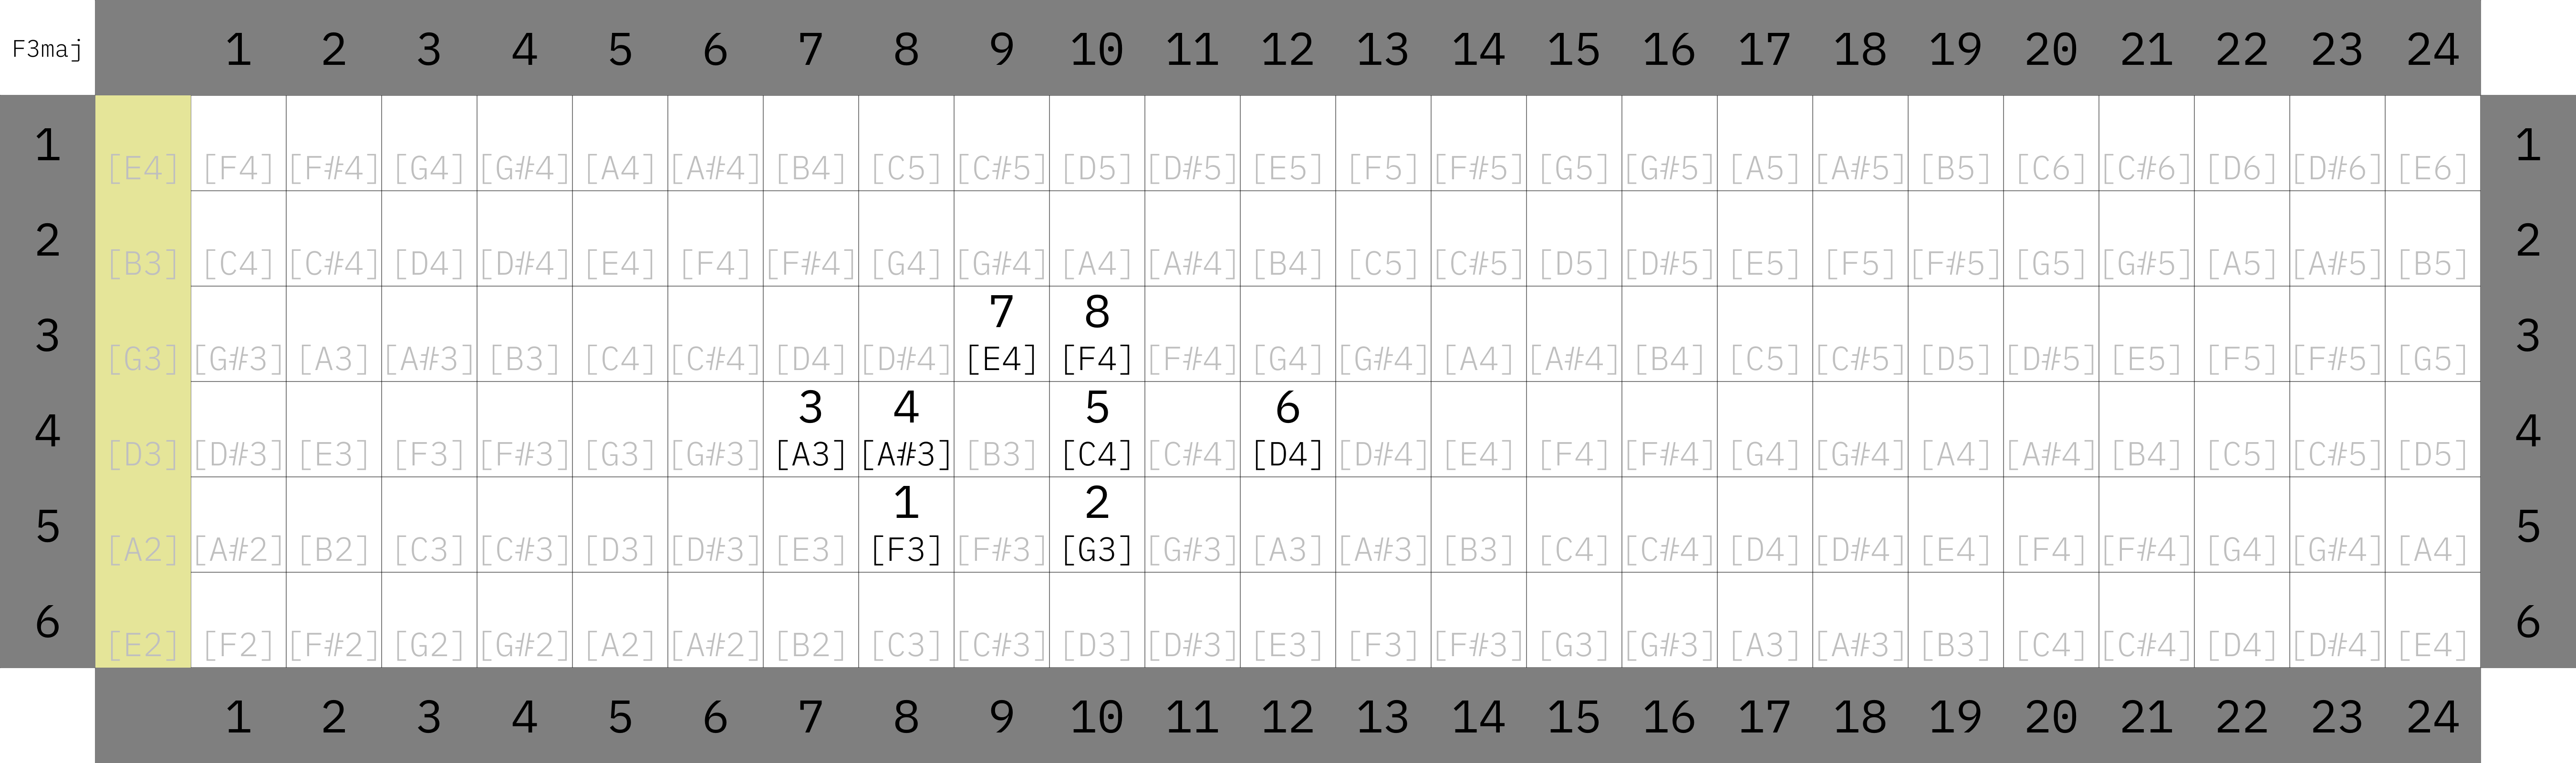 F3maj 1 2 3 4 5 6 7 8 9 10 11 12 13 14 15 16 17 18 19 20 21 22 23 24
1 [E4] [F4] [F#4] [G4] [G#4] [A4] [A#4] [B4] [C5] [C#5] [D5] [D#5] [E5] [F5] [F#5] [G5] [G#5] [A5] [A#5] [B5] [C6] [C#6] [D6] [D#6] [E6] 1
2 [B3] [C4] [C#4] [D4] [D#4] [E4] [F4] [F#4] [G4] [G#4] [A4] [A#4] [B4] [C5] [C#5] [D5] [D#5] [E5] [F5] [F#5] [G5] [G#5] [A5] [A#5] [B5] 2
7 8
3 [G3] [G#3] [A3] [A#3] [B3] [C4] [C#4] [D4] [D#4] [E4] [F4] [F#4] [G4] [G#4] [A4] [A#4] [B4] [C5] [C#5] [D5] [D#5] [E5] [F5] [F#5] [G5] 3
3 4 5 6
4 [D3] [D#3] [E3] [F3] [F#3] [G3] [G#3] [A3] [A#3] [B3] [C4] [C#4] [D4] [D#4] [E4] [F4] [F#4] [G4] [G#4] [A4] [A#4] [B4] [C5] [C#5] [D5] 4
1 2
5 [A2] [A#2] [B2] [C3] [C#3] [D3] [D#3] [E3] [F3] [F#3] [G3] [G#3] [A3] [A#3] [B3] [C4] [C#4] [D4] [D#4] [E4] [F4] [F#4] [G4] [G#4] [A4] 5
6 [E2] [F2] [F#2] [G2] [G#2] [A2] [A#2] [B2] [C3] [C#3] [D3] [D#3] [E3] [F3] [F#3] [G3] [G#3] [A3] [A#3] [B3] [C4] [C#4] [D4] [D#4] [E4] 6
1 2 3 4 5 6 7 8 9 10 11 12 13 14 15 16 17 18 19 20 21 22 23 24